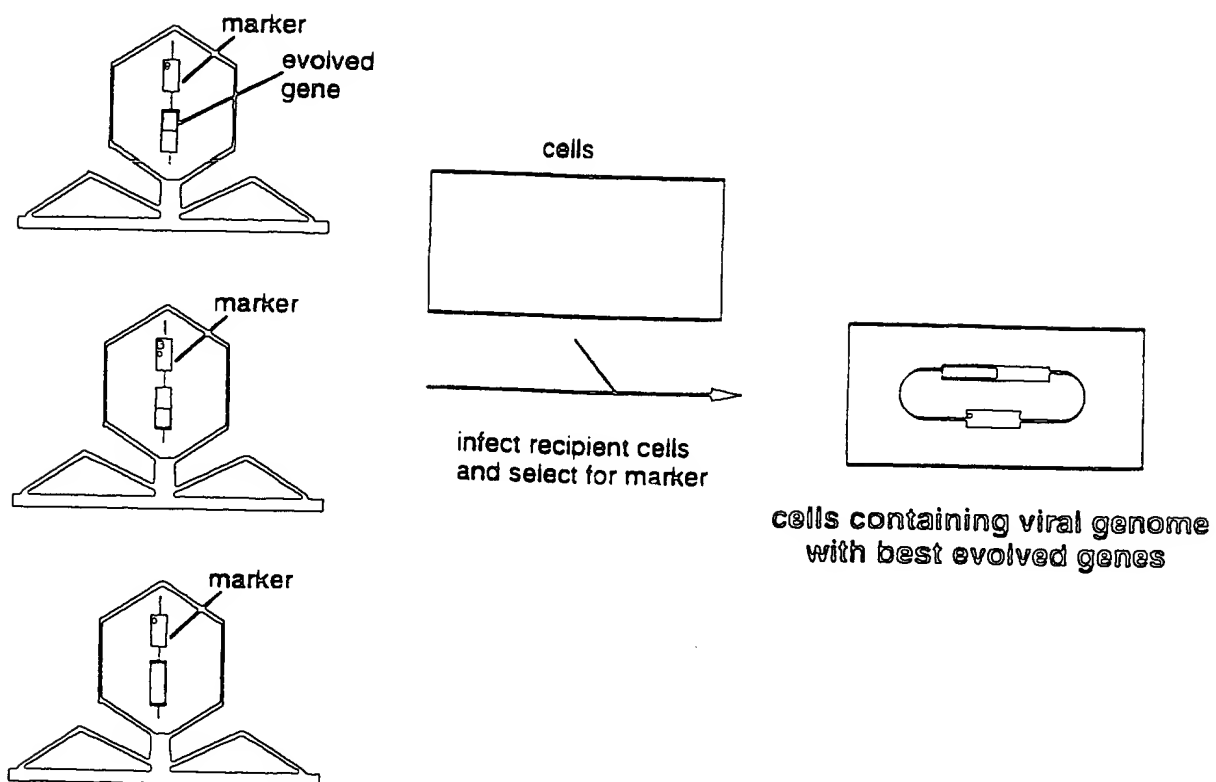 marker
evolved
gene
marker
marker
cells
infect recipient cells
and select for marker
cells containing viral genome
with best evolved genes